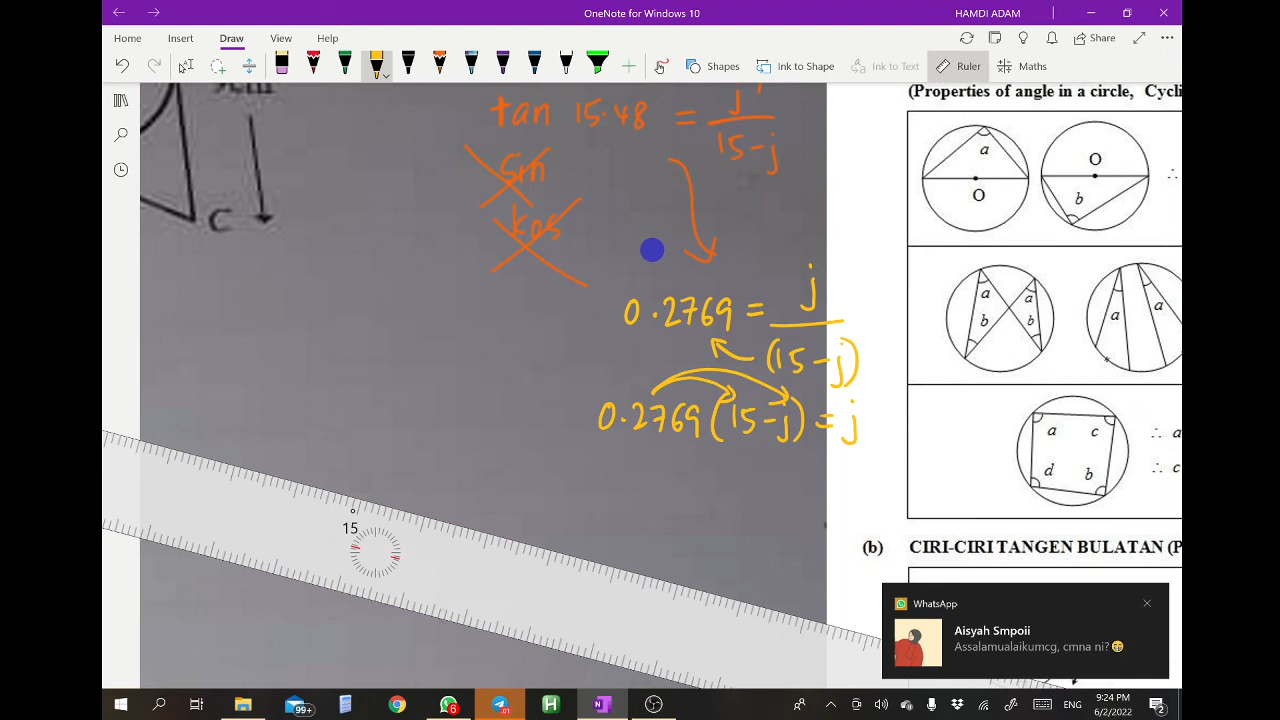 OneNote for Windows 10
HAMDI ADAM
Home
Insert
Draw
View
Help
Share
Shapes
Ink to Shape
Ink to Text
Ruler
Maths
tan 15.48 = j / 15-j
Sin
kos
C
0.2769 = j / (15-j)
0.2769(15-j) = j
15
(Properties of angle in a circle, Cycli
a
O
O
b
∴
a
a
b
b
a
a
a
c
d
b
∴ a
∴ c
(b) CIRI-CIRI TANGEN BULATAN (P
WhatsApp
Aisyah Smpoii
Assalamualaikumcg, cmna ni?😁
99+
6
.01
ENG
9:24 PM
6/2/2022
2